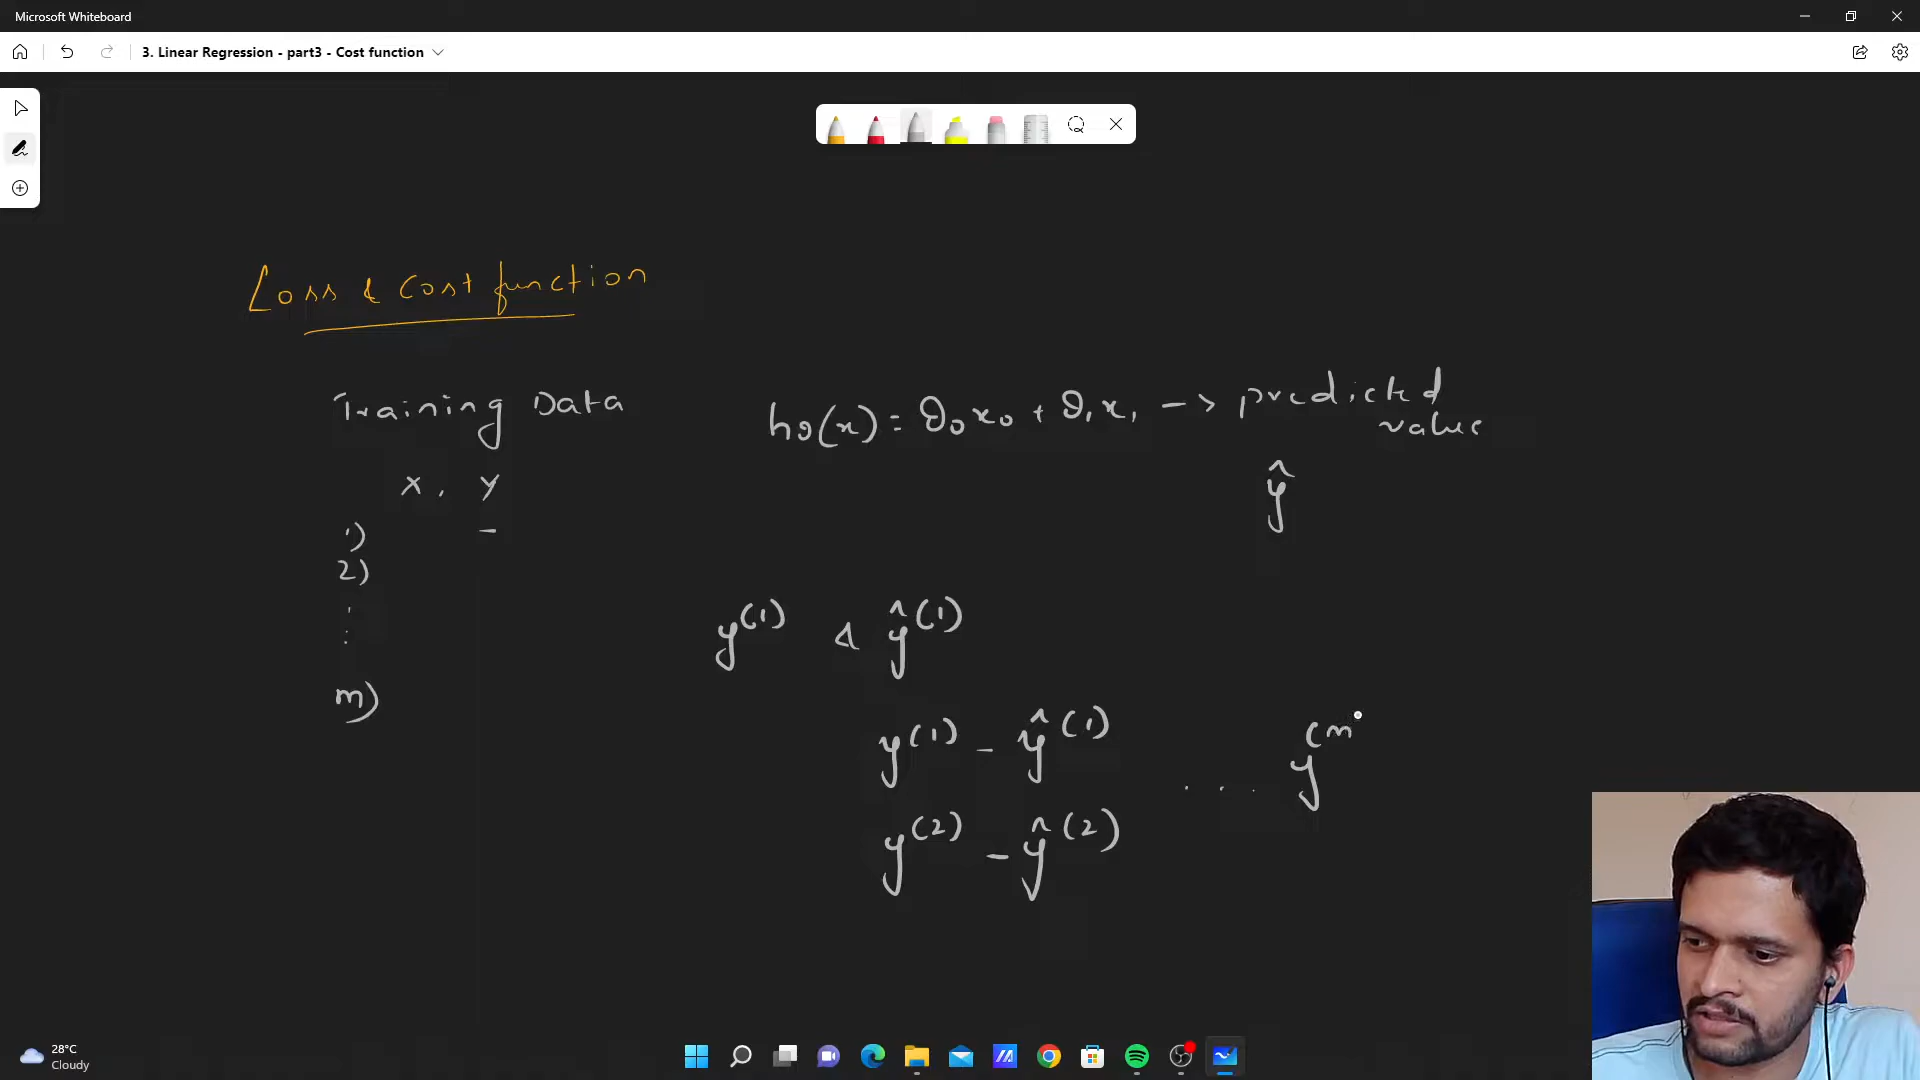 Microsoft Whiteboard
3. Linear Regression - part3 - Cost function
Loss & Cost function
Training Data
hθ(x) = θ₀x₀ + θ₁x₁ -> predicted value
x, y
ŷ
1)
2)
:
m)
y⁽¹⁾ & ŷ⁽¹⁾
y⁽¹⁾ - ŷ⁽¹⁾ ... y⁽ᵐ
y⁽²⁾ - ŷ⁽²⁾
28°C
Cloudy